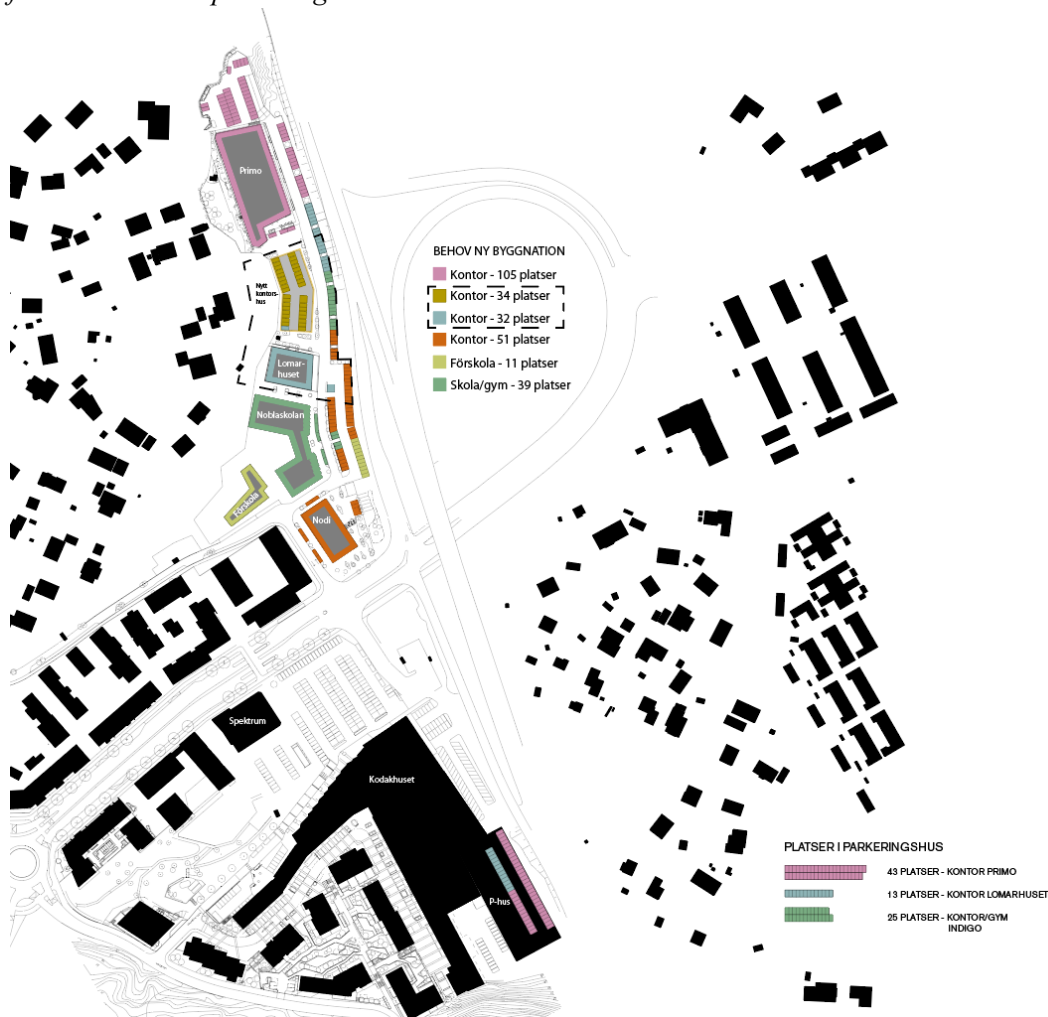 Primo
BEHOV NY BYGGNATION
Kontor - 105 platser
Kontor - 34 platser
Kontor - 32 platser
Kontor - 51 platser
Förskola - 11 platser
Skola/gym - 39 platser
Nytt
kontors-
hus
Lomar-
huset
Noblaskolan
Förskola
Nodi
Spektrum
Kodakhuset
P-hus
PLATSER I PARKERINGSHUS
43 PLATSER - KONTOR PRIMO
13 PLATSER - KONTOR LOMARHUSET
25 PLATSER - KONTOR/GYM
INDIGO